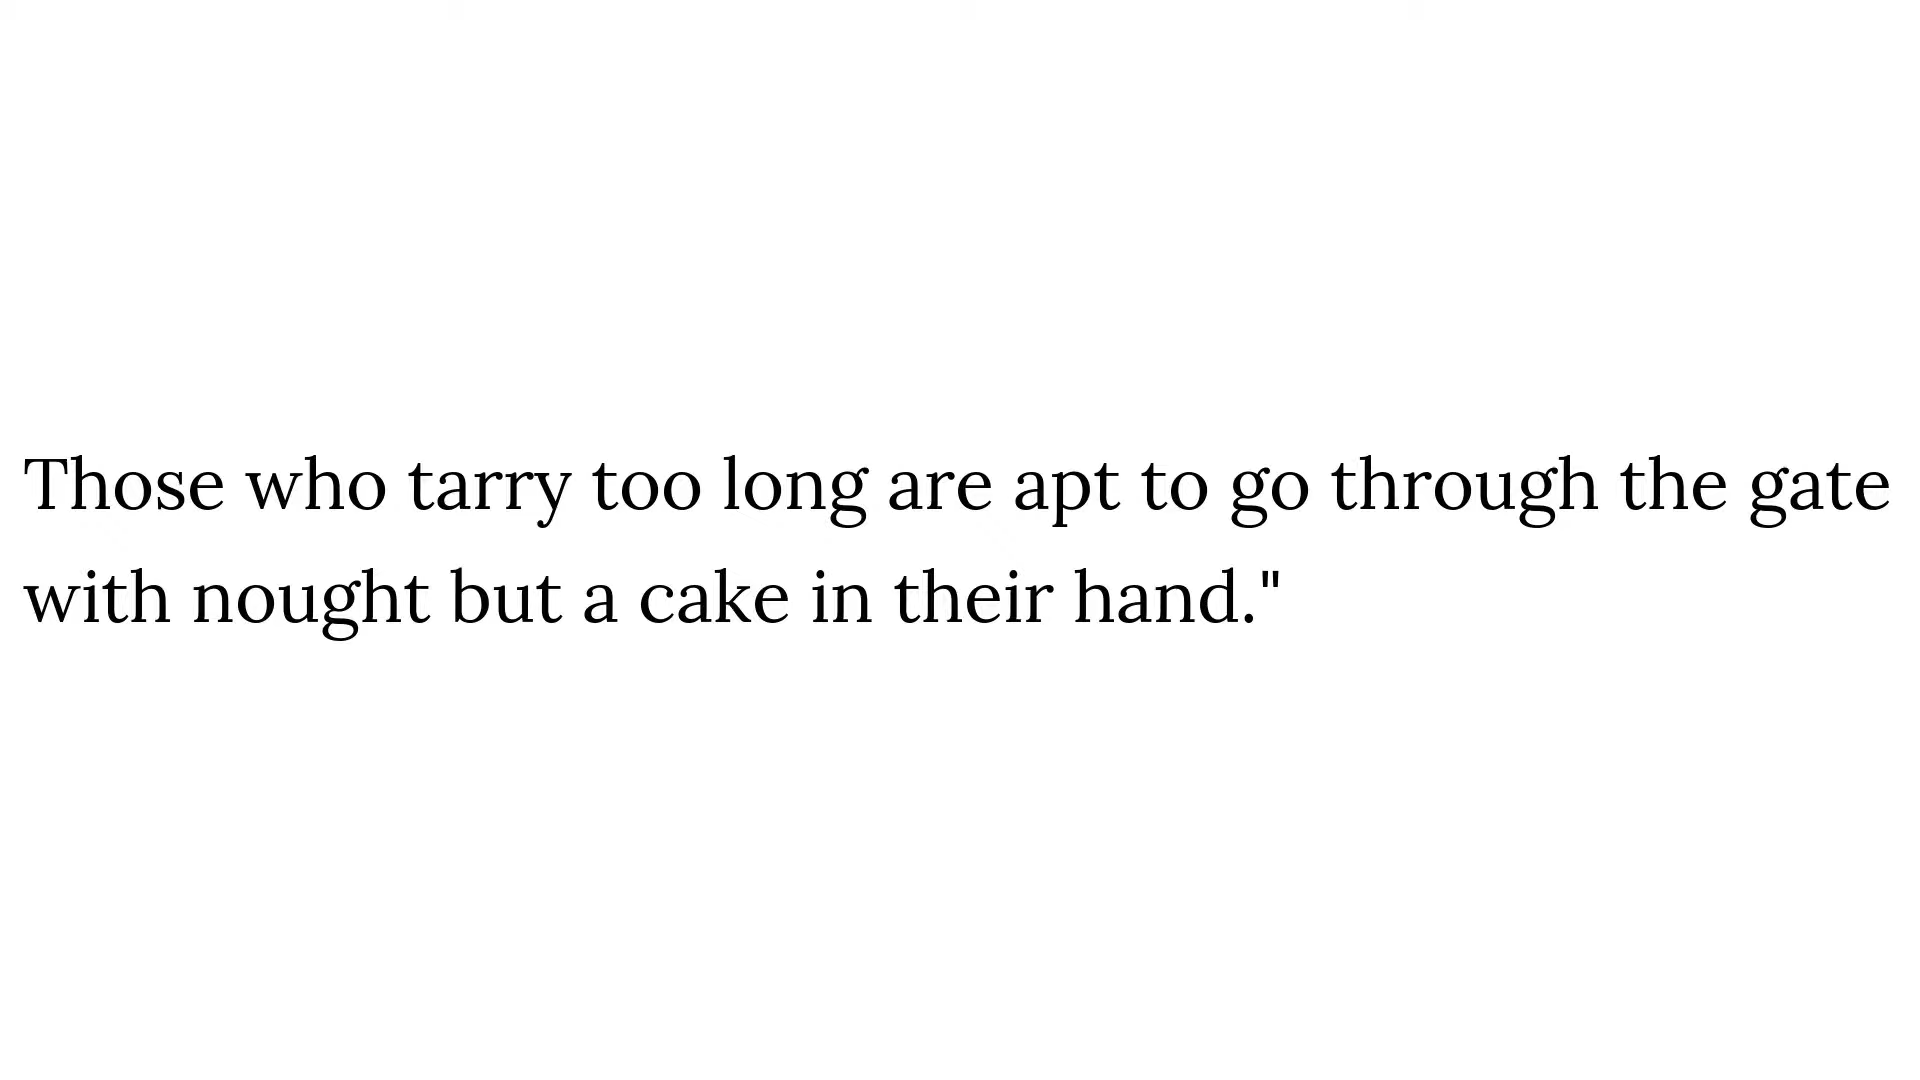 Those who tarry too long are apt to go through the gate
with nought but a cake in their hand."